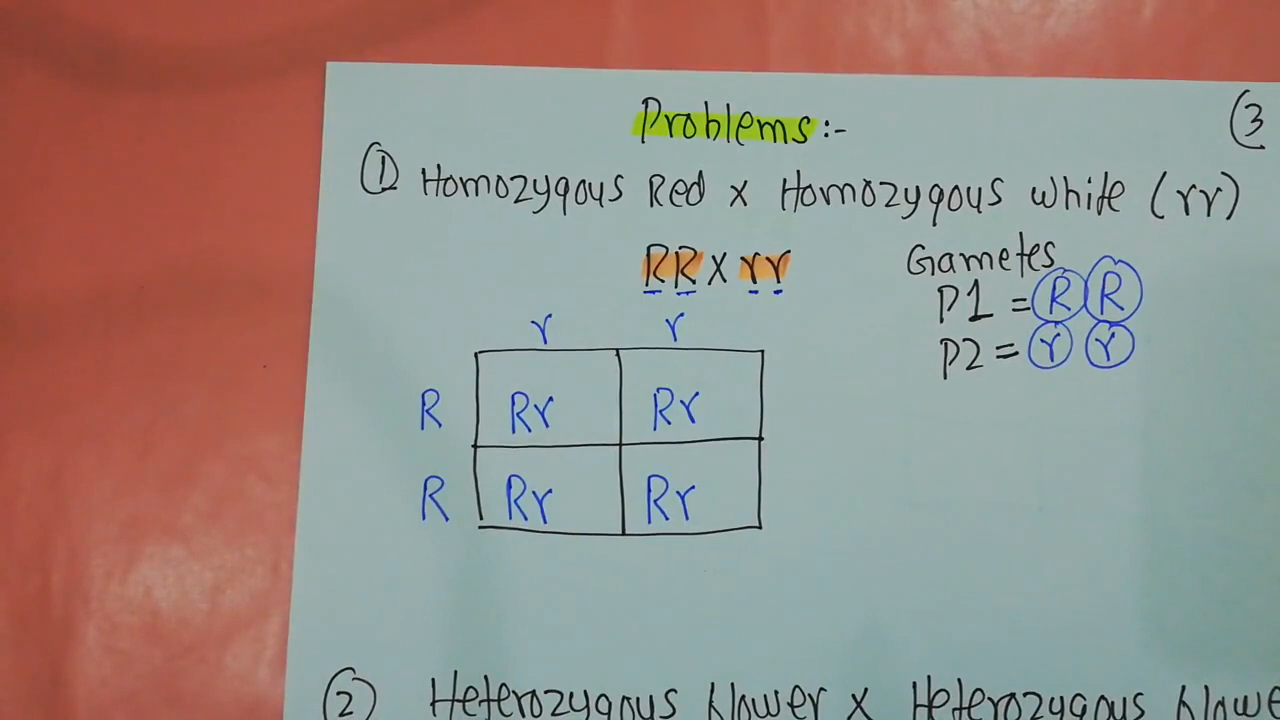 Problems:-
(3
① Homozygous Red x Homozygous white (rr)
RR x rr
Gametes
P1 = R R
P2 = r r
r r
R Rr Rr
R Rr Rr
② Heterozygous flower x Heterozygous